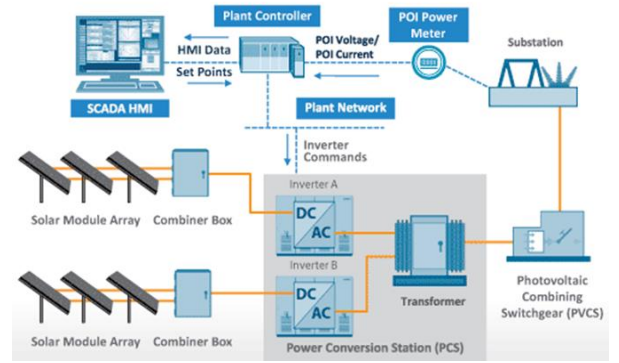 Plant Controller
POI Power
Meter
HMI Data
POI Voltage/
POI Current
Substation
Set Points
SCADA HMI
Plant Network
Inverter
Commands
Inverter A
DC
AC
Solar Module Array
Combiner Box
Inverter B
DC
AC
Transformer
Photovoltaic
Combining
Switchgear (PVCS)
Solar Module Array
Combiner Box
Power Conversion Station (PCS)